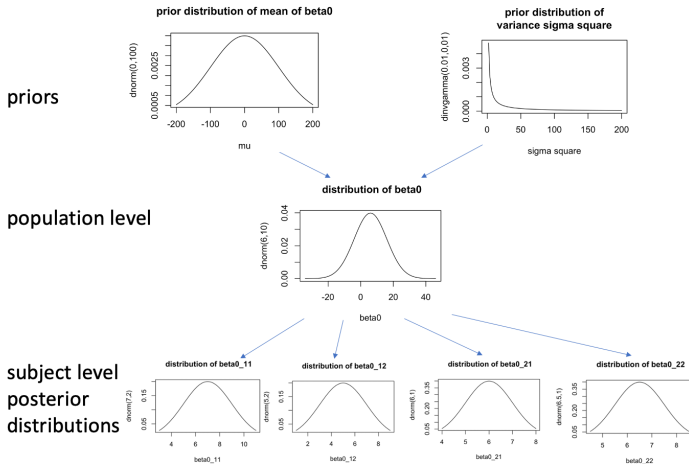 prior distribution of mean of beta0
prior distribution of
variance sigma square
priors
dnorm(0,100)
0.0005 0.0025
-200 -100 0 100 200
mu
dinvgamma(0.01,0,01)
0.000 0.003
0 50 100 150 200
sigma square
population level
distribution of beta0
dnorm(6,10)
0.00 0.02 0.04
-20 0 20 40
beta0
subject level
posterior
distributions
distribution of beta0_11
dnorm(7,2)
0.05 0.15
4 6 8 10
beta0_11
distribution of beta0_12
dnorm(5,2)
0.05 0.15
2 4 6 8
beta0_12
distribution of beta0_21
dnorm(6,1)
0.05 0.20 0.35
4 5 6 7 8
beta0_21
distribution of beta0_22
dnorm(6.5,1)
0.05 0.20 0.35
5 6 7 8
beta0_22